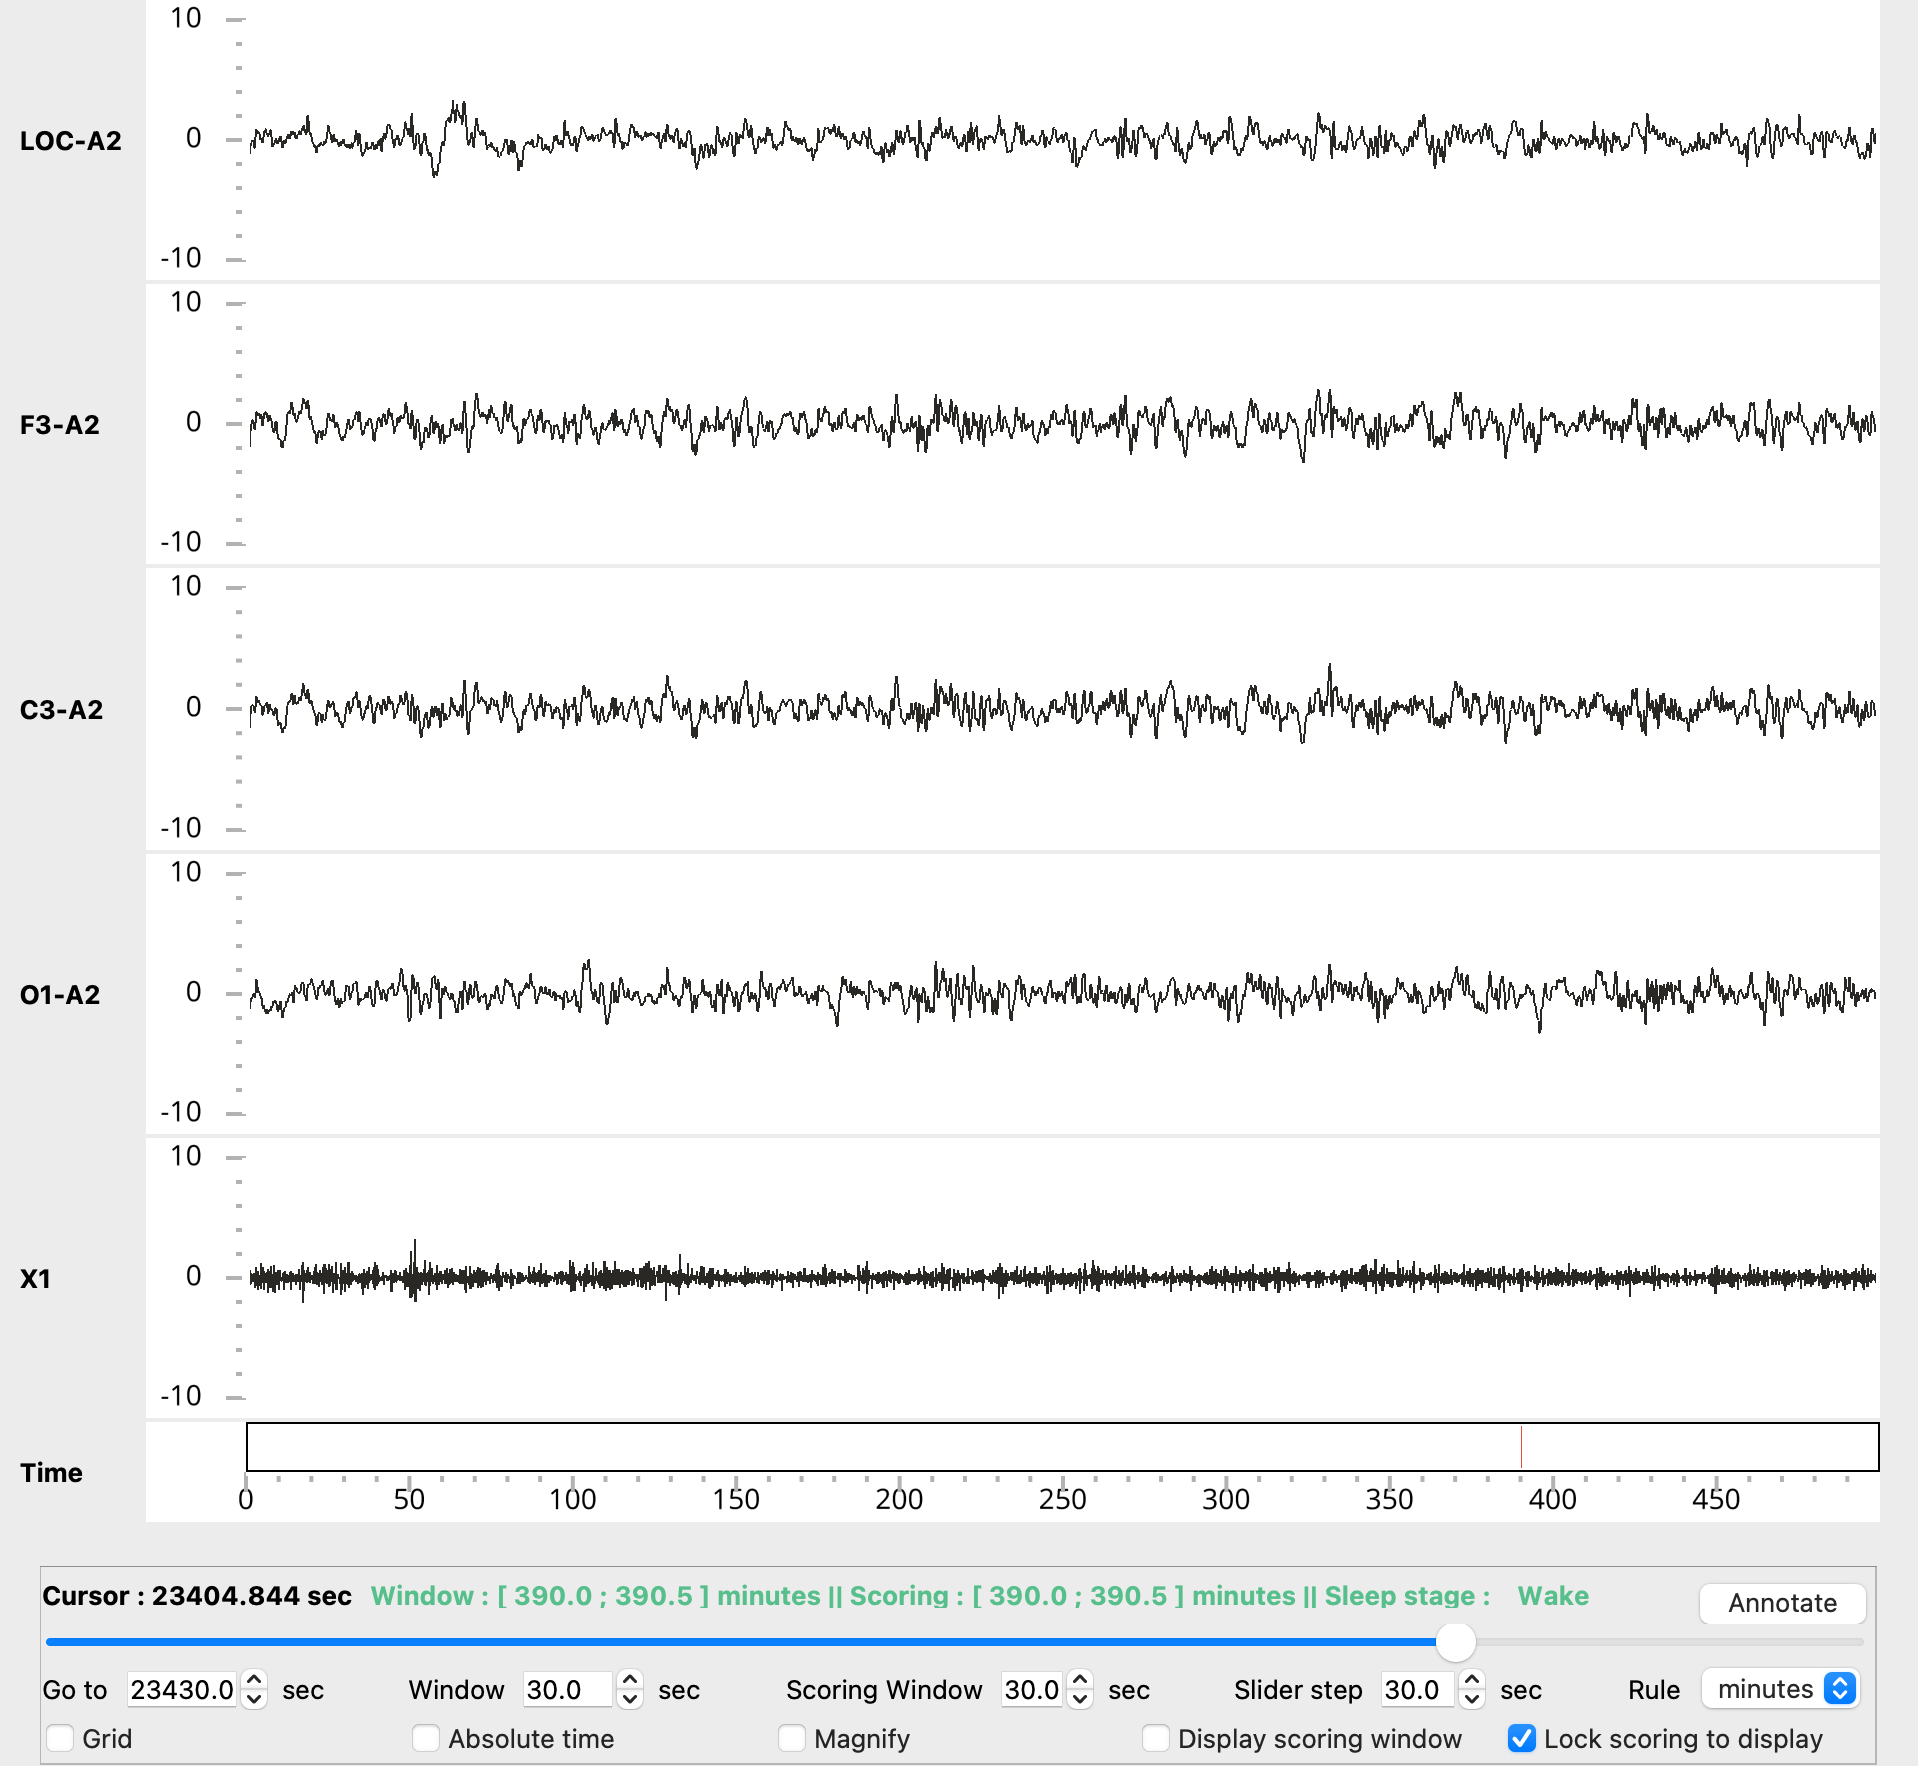 10
LOC-A2 0
-10
10
F3-A2 0
-10
10
C3-A2 0
-10
10
O1-A2 0
-10
10
X1 0
-10
Time
0 50 100 150 200 250 300 350 400 450
Cursor : 23404.844 sec Window : [ 390.0 ; 390.5 ] minutes || Scoring : [ 390.0 ; 390.5 ] minutes || Sleep stage : Wake Annotate
Go to 23430.0 sec Window 30.0 sec Scoring Window 30.0 sec Slider step 30.0 sec Rule minutes
Grid Absolute time Magnify Display scoring window Lock scoring to display